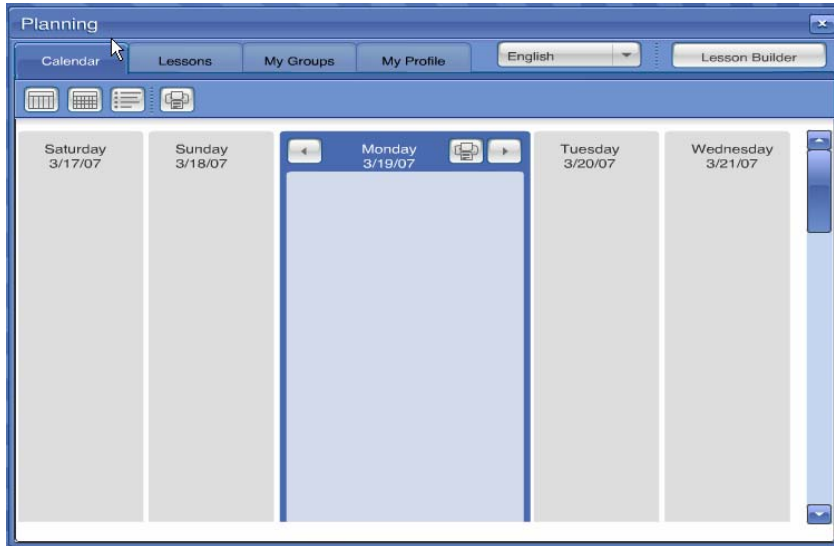 Planning
Calendar
Lessons
My Groups
My Profile
English
Lesson Builder
Saturday
3/17/07
Sunday
3/18/07
Monday
3/19/07
Tuesday
3/20/07
Wednesday
3/21/07